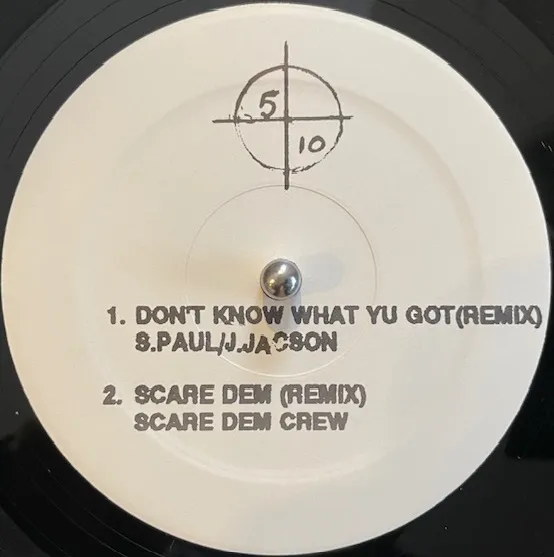 5
10
1. DON'T KNOW WHAT YU GOT(REMIX)
S.PAUL/J.JACSON
2. SCARE DEM (REMIX)
SCARE DEM CREW